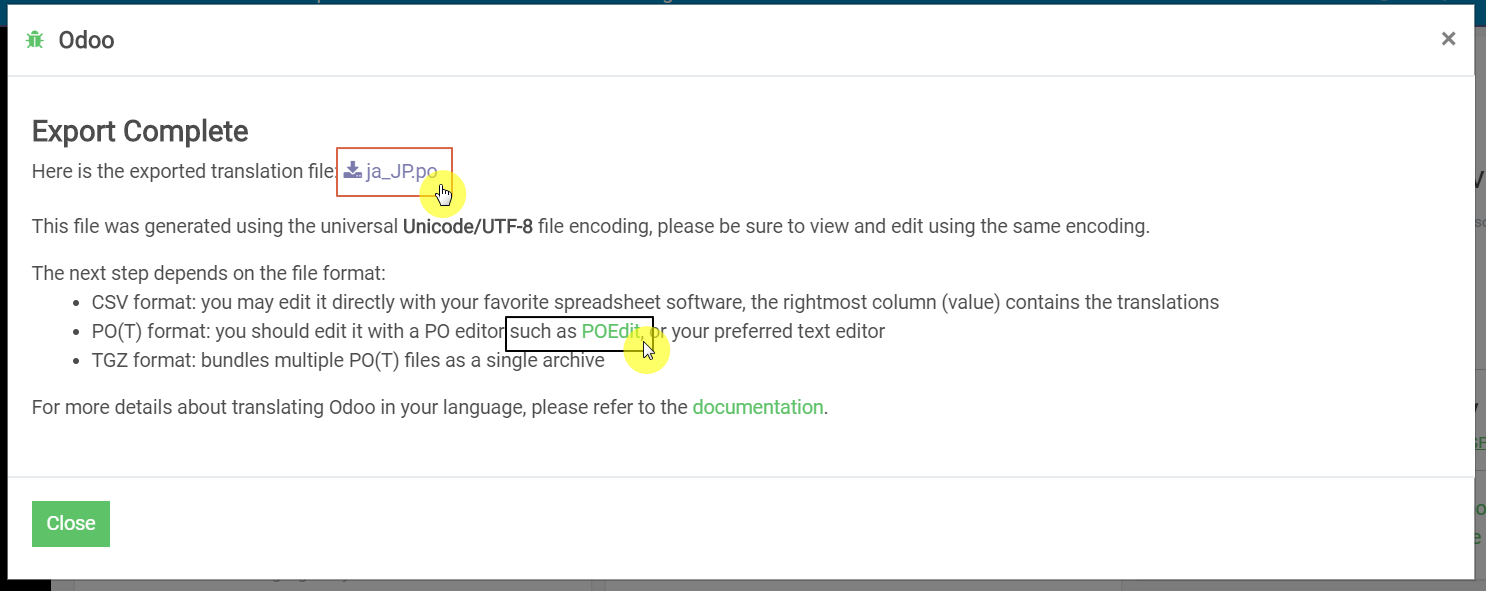 Odoo
×
Export Complete
Here is the exported translation file: ja_JP.po
This file was generated using the universal Unicode/UTF-8 file encoding, please be sure to view and edit using the same encoding.
The next step depends on the file format:
• CSV format: you may edit it directly with your favorite spreadsheet software, the rightmost column (value) contains the translations
• PO(T) format: you should edit it with a PO editor such as POEdit, or your preferred text editor
• TGZ format: bundles multiple PO(T) files as a single archive
For more details about translating Odoo in your language, please refer to the documentation.
Close